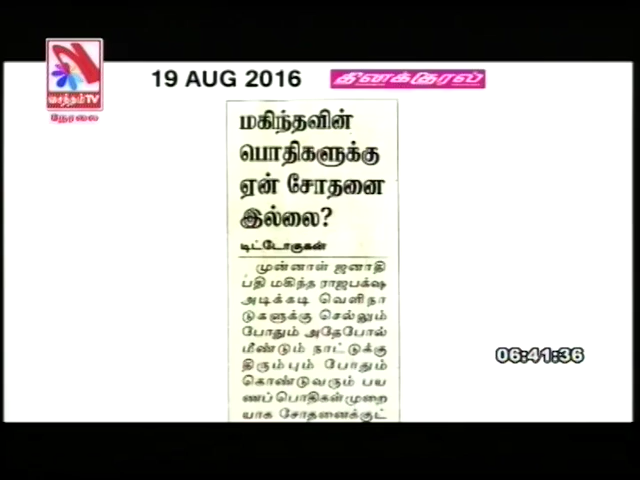 வசந்தம்TV
நேரலை
19 AUG 2016
தினக்குரல்
மகிந்தவின்
பொதிகளுக்கு
ஏன் சோதனை
இல்லை?
டிட்டோகுகன்
முன்னாள் ஜனாதி
பதி மகிந்த ராஜபக்‌ஷ
அடிக்கடி வெளிநா
டுகளுக்கு செல்லும்
போதும் அதேபோல்
மீண்டும் நாட்டுக்கு
திரும்பும் போதும்
கொண்டுவரும் பய
ணப்பொதிகள்முறை
யாக சோதனைக்குட்
06:41:36